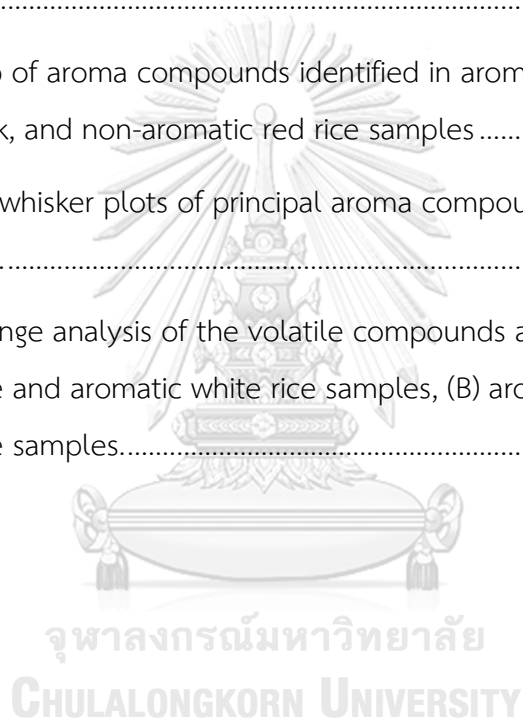 ....................................................................................................
of aroma compounds identified in arom
and non-aromatic red rice samples ......
whisker plots of principal aroma compou
....................................................................................................
analysis of the volatile compounds a
and aromatic white rice samples, (B) aro
samples...........................................................................
จุฬาลงกรณ์มหาวิทยาลัย
CHULALONGKORN UNIVERSITY